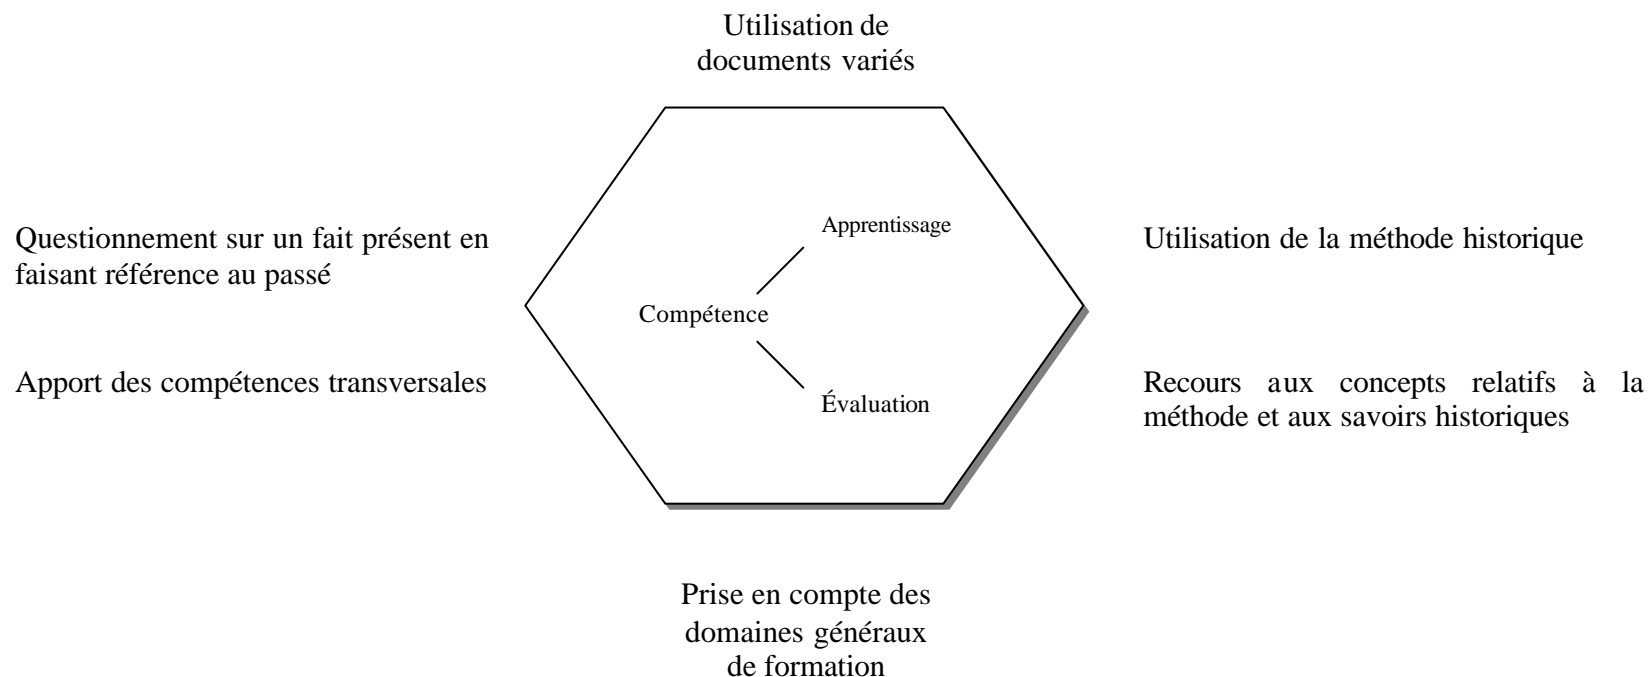 Utilisation de
documents variés
Apprentissage
Questionnement sur un fait présent en
faisant référence au passé
Utilisation de la méthode historique
Compétence
Apport des compétences transversales
Évaluation
Recours aux concepts relatifs à la
méthode et aux savoirs historiques
Prise en compte des
domaines généraux
de formation